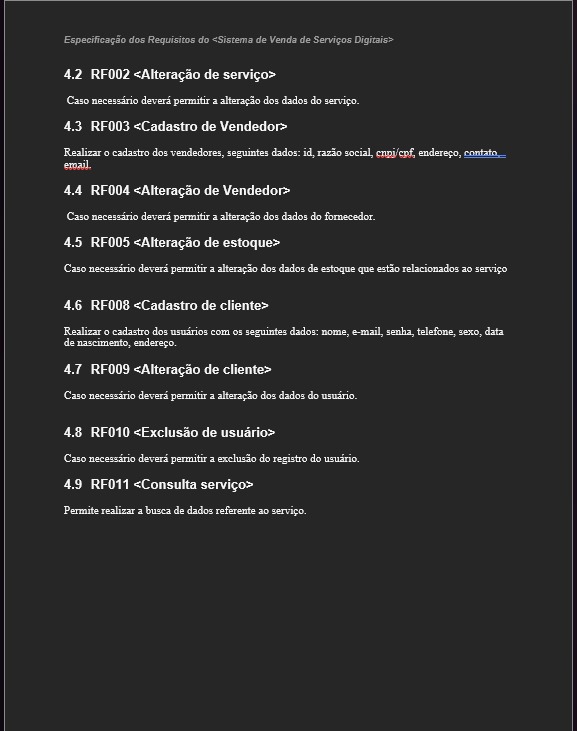 Especificação dos Requisitos do <Sistema de Venda de Serviços Digitais>
4.2 RF002 <Alteração de serviço>
Caso necessário deverá permitir a alteração dos dados do serviço.
4.3 RF003 <Cadastro de Vendedor>
Realizar o cadastro dos vendedores, seguintes dados: id, razão social, cnpj/cpf, endereço, contato,
email.
4.4 RF004 <Alteração de Vendedor>
Caso necessário deverá permitir a alteração dos dados do fornecedor.
4.5 RF005 <Alteração de estoque>
Caso necessário deverá permitir a alteração dos dados de estoque que estão relacionados ao serviço
4.6 RF008 <Cadastro de cliente>
Realizar o cadastro dos usuários com os seguintes dados: nome, e-mail, senha, telefone, sexo, data
de nascimento, endereço.
4.7 RF009 <Alteração de cliente>
Caso necessário deverá permitir a alteração dos dados do usuário.
4.8 RF010 <Exclusão de usuário>
Caso necessário deverá permitir a exclusão do registro do usuário.
4.9 RF011 <Consulta serviço>
Permite realizar a busca de dados referente ao serviço.